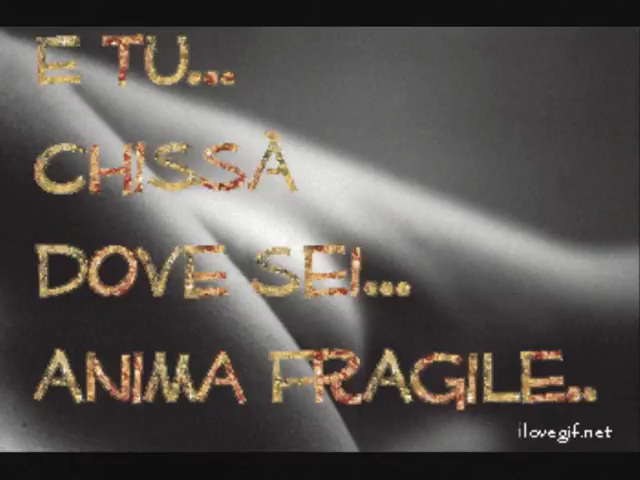 E TU...
CHISSÀ
DOVE SEI...
ANIMA FRAGILE..
ilovegif.net